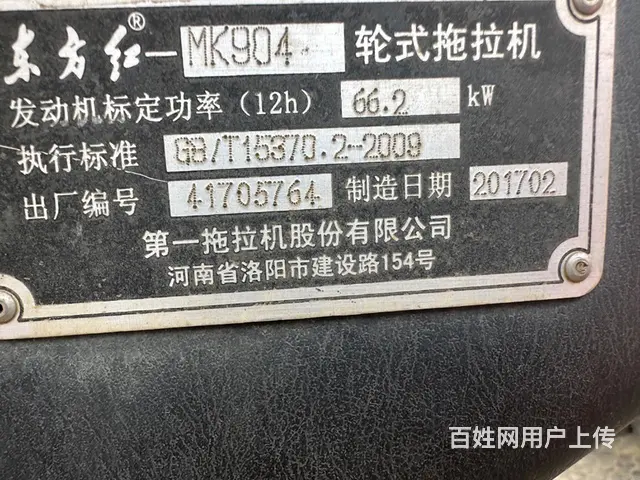 东方红®-MK904 轮式拖拉机
发动机标定功率(12h) 66.2 kW
执行标准 GB/T15370.2-2009
出厂编号 41705764 制造日期 201702
第一拖拉机股份有限公司
河南省洛阳市建设路154号
百姓网用户上传